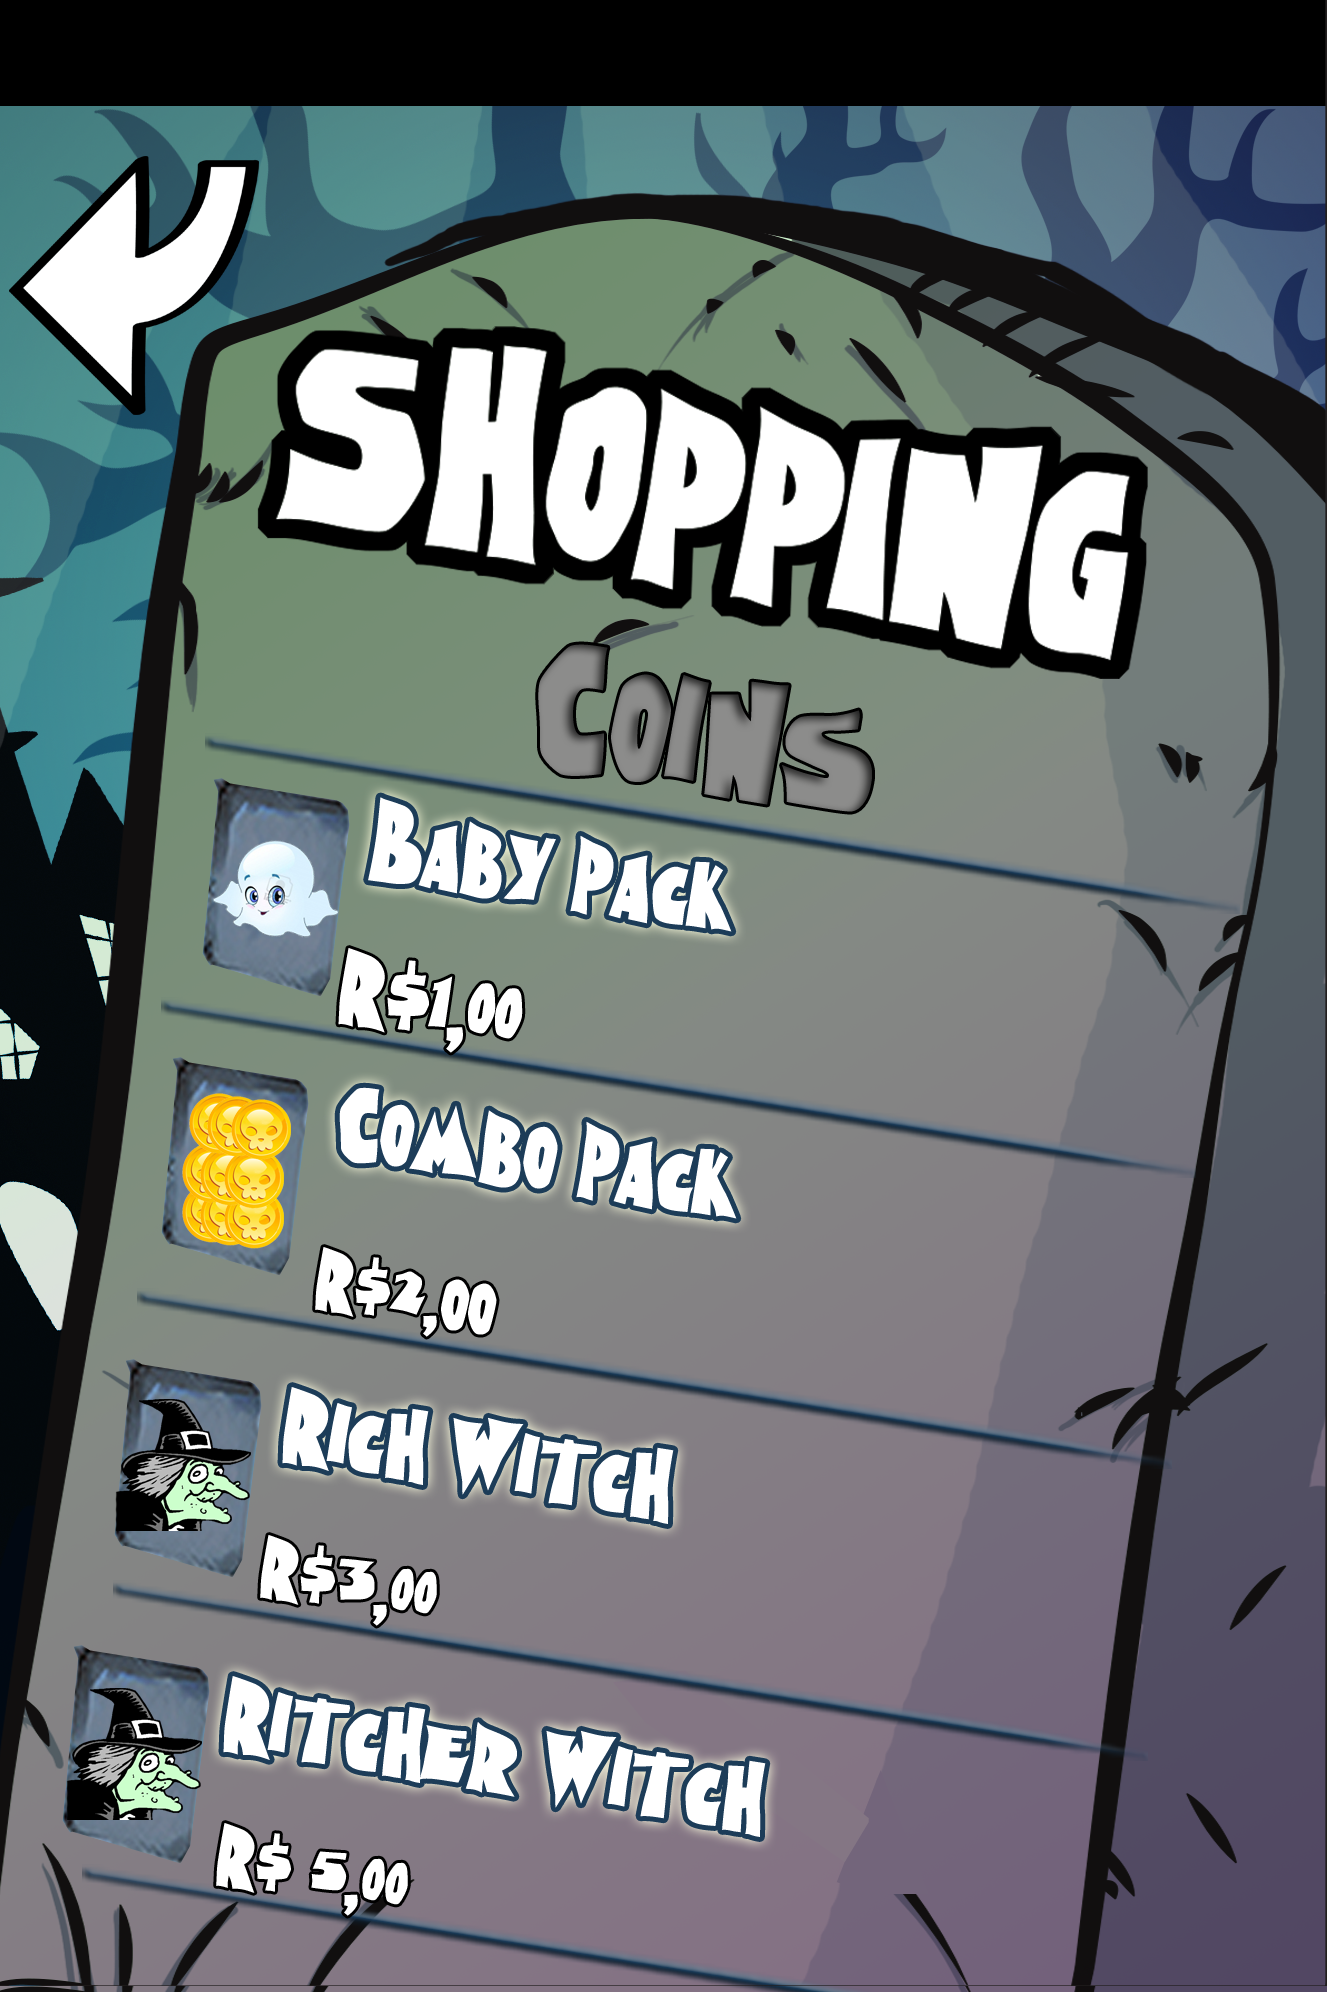 SHOPPING
COINS
BABY PACK
R$1,00
COMBO PACK
R$2,00
RICH WITCH
R$3,00
RITCHER WITCH
R$ 5,00